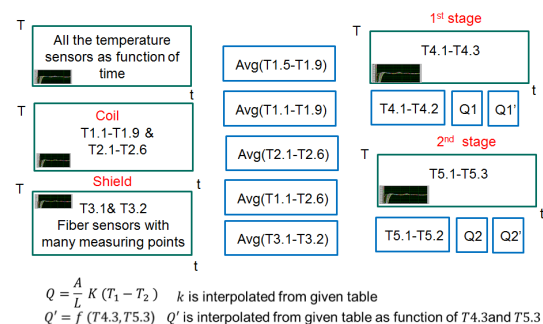 T
All the temperature
sensors as function of
time
t
T
Coil
T1.1-T1.9 &
T2.1-T2.6
t
Shield
T
T3.1& T3.2
Fiber sensors with
many measuring points
t
Avg(T1.5-T1.9)
Avg(T1.1-T1.9)
Avg(T2.1-T2.6)
Avg(T1.1-T2.6)
Avg(T3.1-T3.2)
1st stage
T
T4.1-T4.3
t
T4.1-T4.2 Q1 Q1’
2nd stage
T
T5.1-T5.3
t
T5.1-T5.2 Q2 Q2’
Q = A/L K (T₁ − T₂) k is interpolated from given table
Q′ = f (T4.3, T5.3) Q′ is interpolated from given table as function of T4.3and T5.3